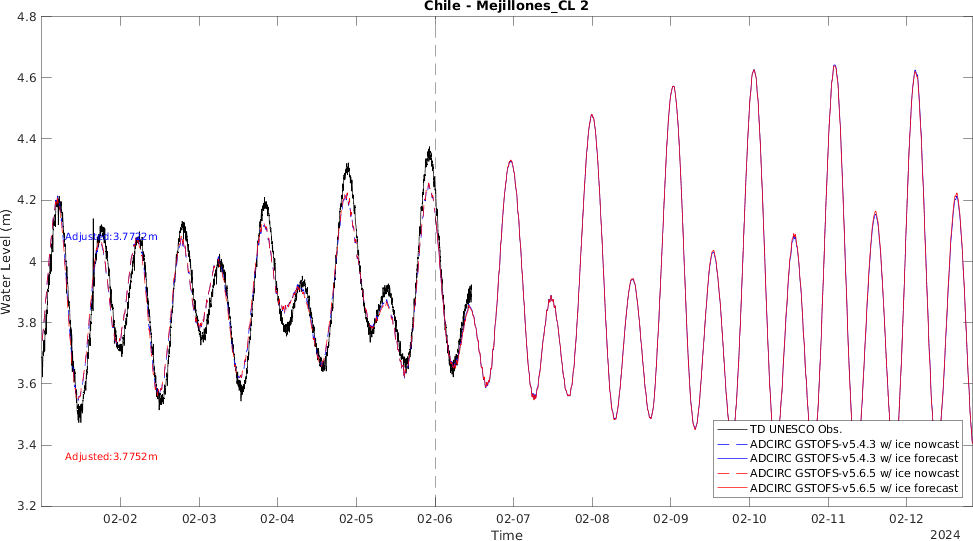 Chile - Mejillones_CL 2
4.8
4.6
4.4
4.2
4
3.8
3.6
3.4
3.2
Water Level (m)
Adjusted:3.7752m
TD UNESCO Obs.
ADCIRC GSTOFS-v5.4.3 w/ ice nowcast
ADCIRC GSTOFS-v5.4.3 w/ ice forecast
ADCIRC GSTOFS-v5.6.5 w/ ice nowcast
ADCIRC GSTOFS-v5.6.5 w/ ice forecast
02-02 02-03 02-04 02-05 02-06 02-07 02-08 02-09 02-10 02-11 02-12
Time
2024